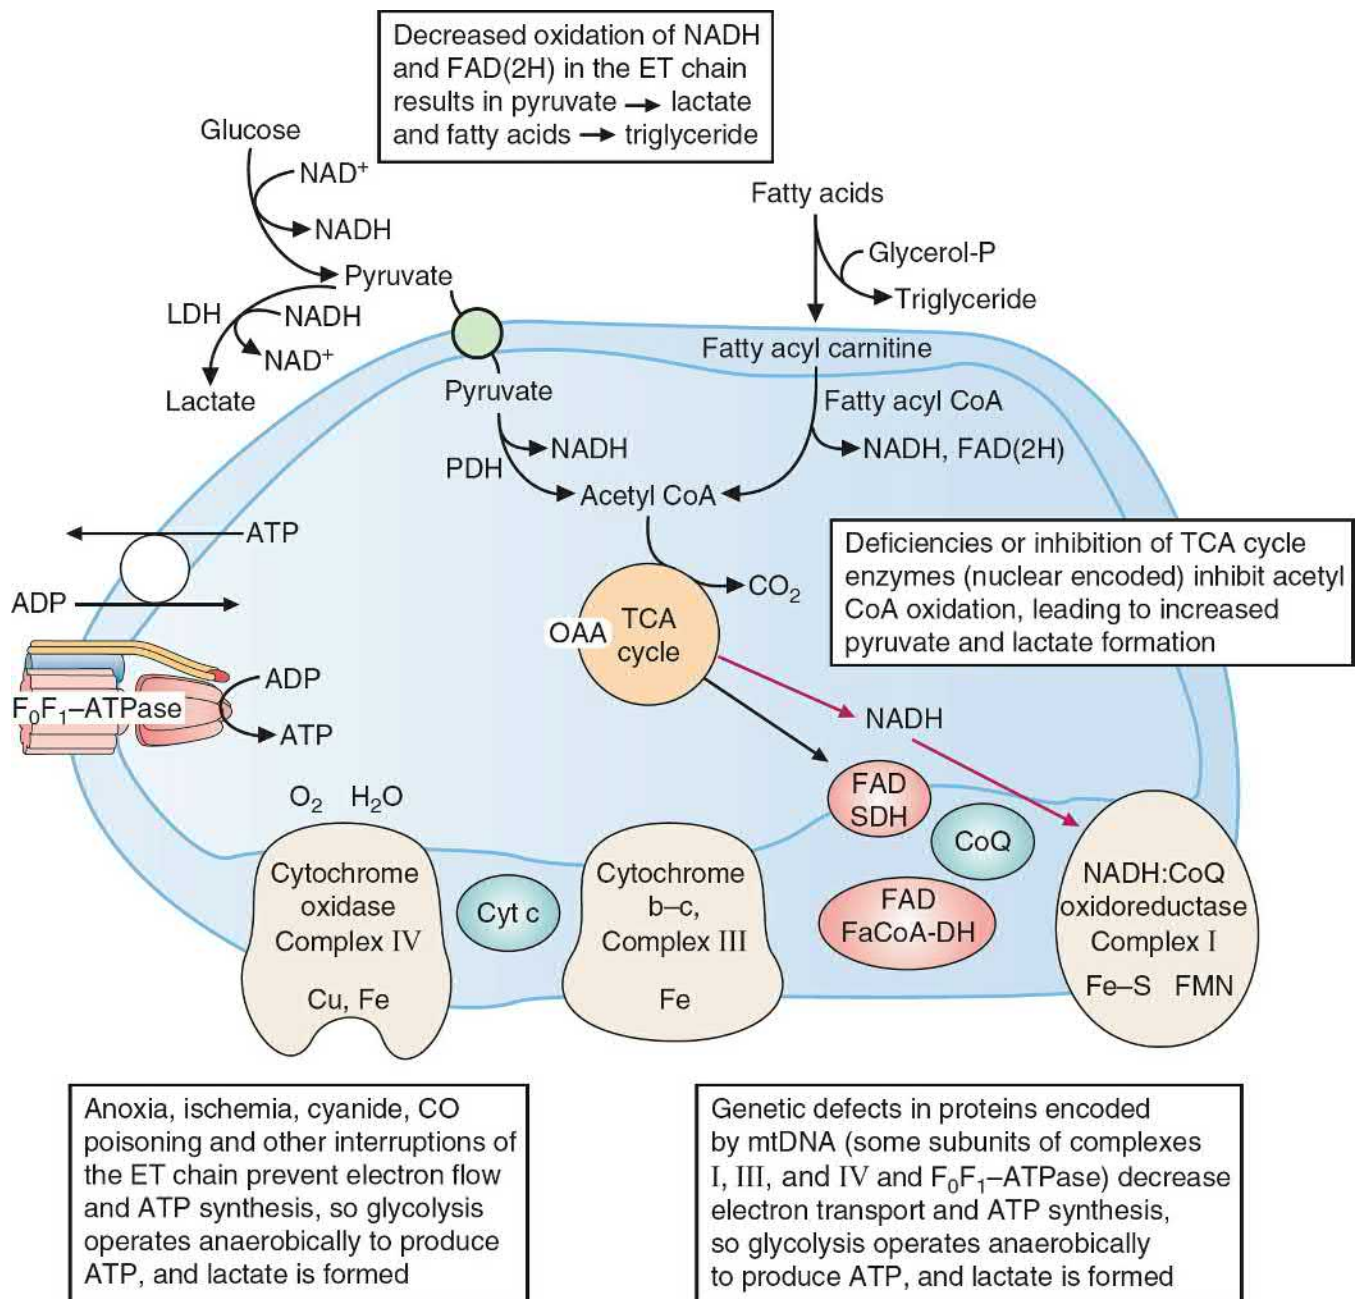 Decreased oxidation of NADH
and FAD(2H) in the ET chain
results in pyruvate → lactate
and fatty acids → triglyceride
Glucose
NAD⁺
NADH
Pyruvate
LDH
NADH
NAD⁺
Lactate
Fatty acids
Glycerol-P
Triglyceride
Fatty acyl carnitine
Pyruvate
Fatty acyl CoA
NADH
NADH, FAD(2H)
PDH
Acetyl CoA
ATP
ADP
CO₂
Deficiencies or inhibition of TCA cycle
enzymes (nuclear encoded) inhibit acetyl
CoA oxidation, leading to increased
pyruvate and lactate formation
OAA
TCA
cycle
F₀F₁–ATPase
ADP
ATP
NADH
O₂ H₂O
FAD
SDH
CoQ
Cytochrome
oxidase
Complex IV
Cu, Fe
Cyt c
Cytochrome
b–c,
Complex III
Fe
FAD
FaCoA-DH
NADH:CoQ
oxidoreductase
Complex I
Fe–S FMN
Anoxia, ischemia, cyanide, CO
poisoning and other interruptions of
the ET chain prevent electron flow
and ATP synthesis, so glycolysis
operates anaerobically to produce
ATP, and lactate is formed
Genetic defects in proteins encoded
by mtDNA (some subunits of complexes
I, III, and IV and F₀F₁–ATPase) decrease
electron transport and ATP synthesis,
so glycolysis operates anaerobically
to produce ATP, and lactate is formed